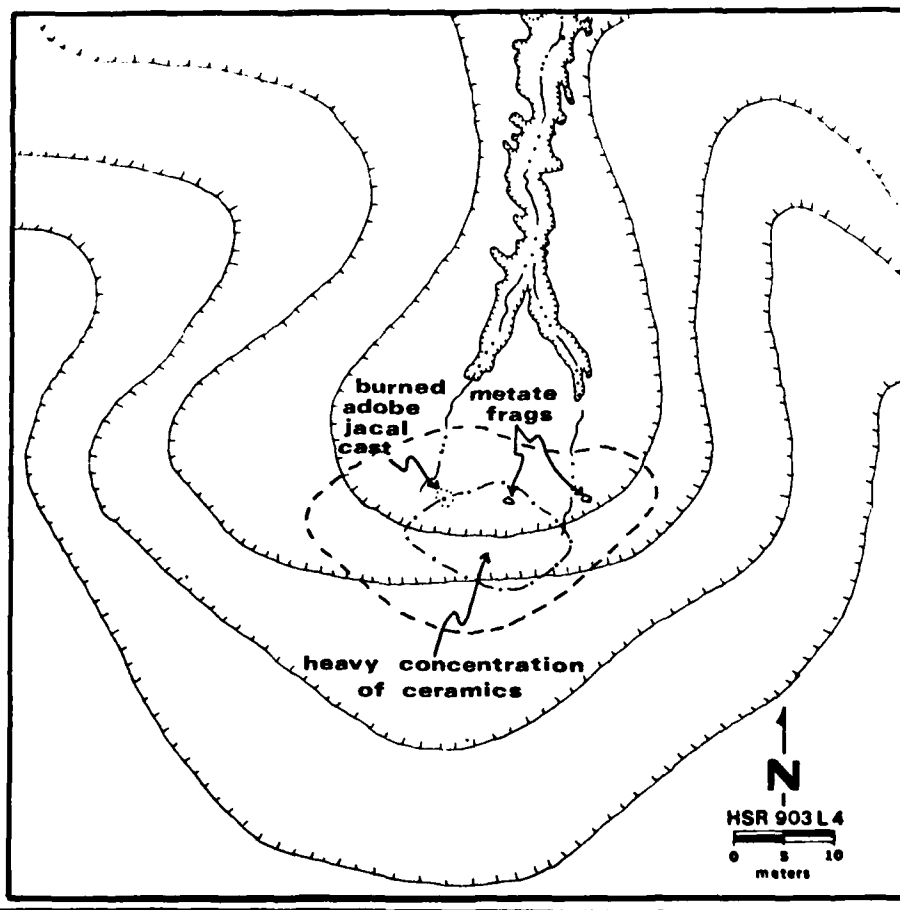 burned
adobe
jacal
cast
metate
frags
heavy concentration
of ceramics
N
HSR 903 L 4
0 5 10
meters